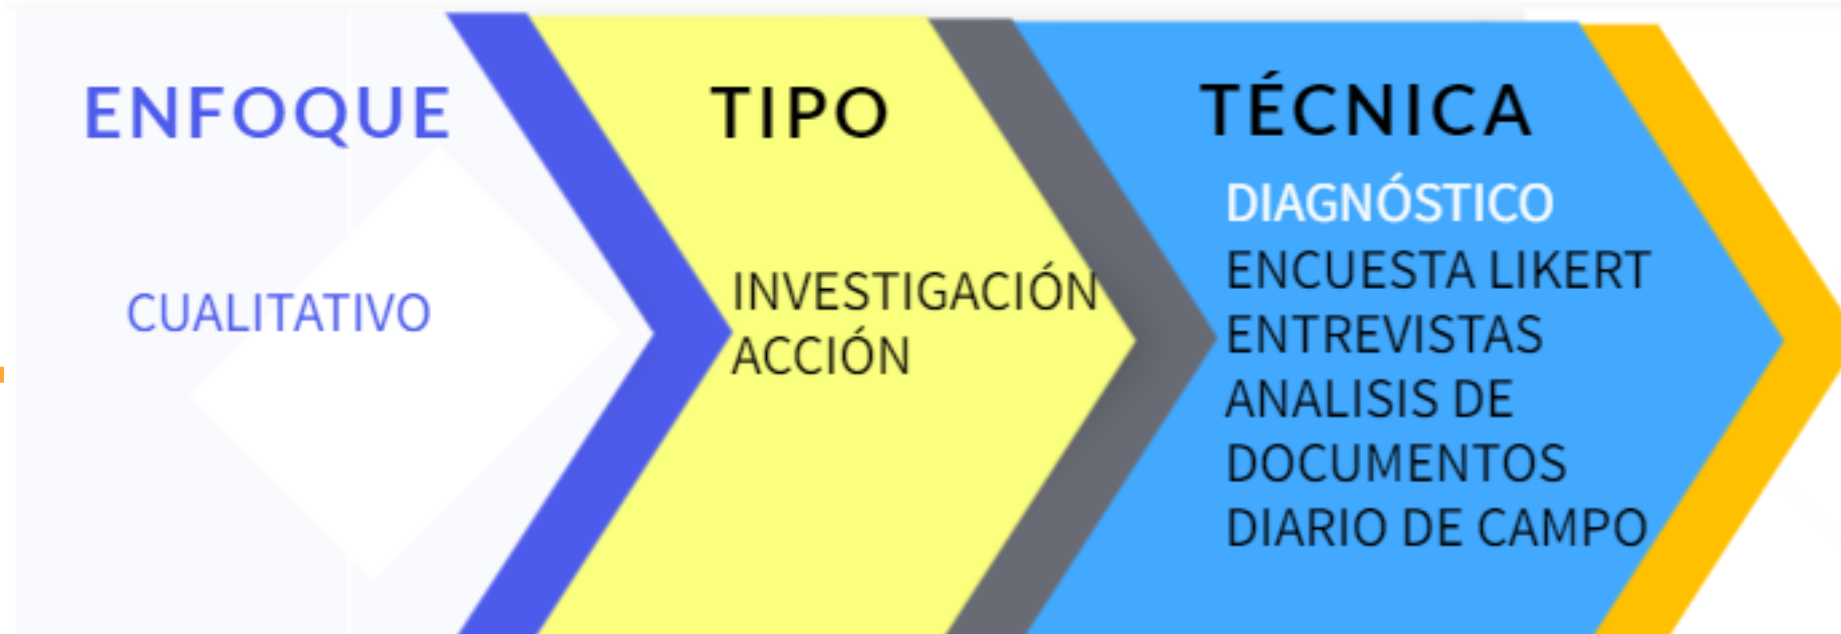 ENFOQUE
CUALITATIVO
TIPO
INVESTIGACIÓN
ACCIÓN
TÉCNICA
DIAGNÓSTICO
ENCUESTA LIKERT
ENTREVISTAS
ANALISIS DE
DOCUMENTOS
DIARIO DE CAMPO